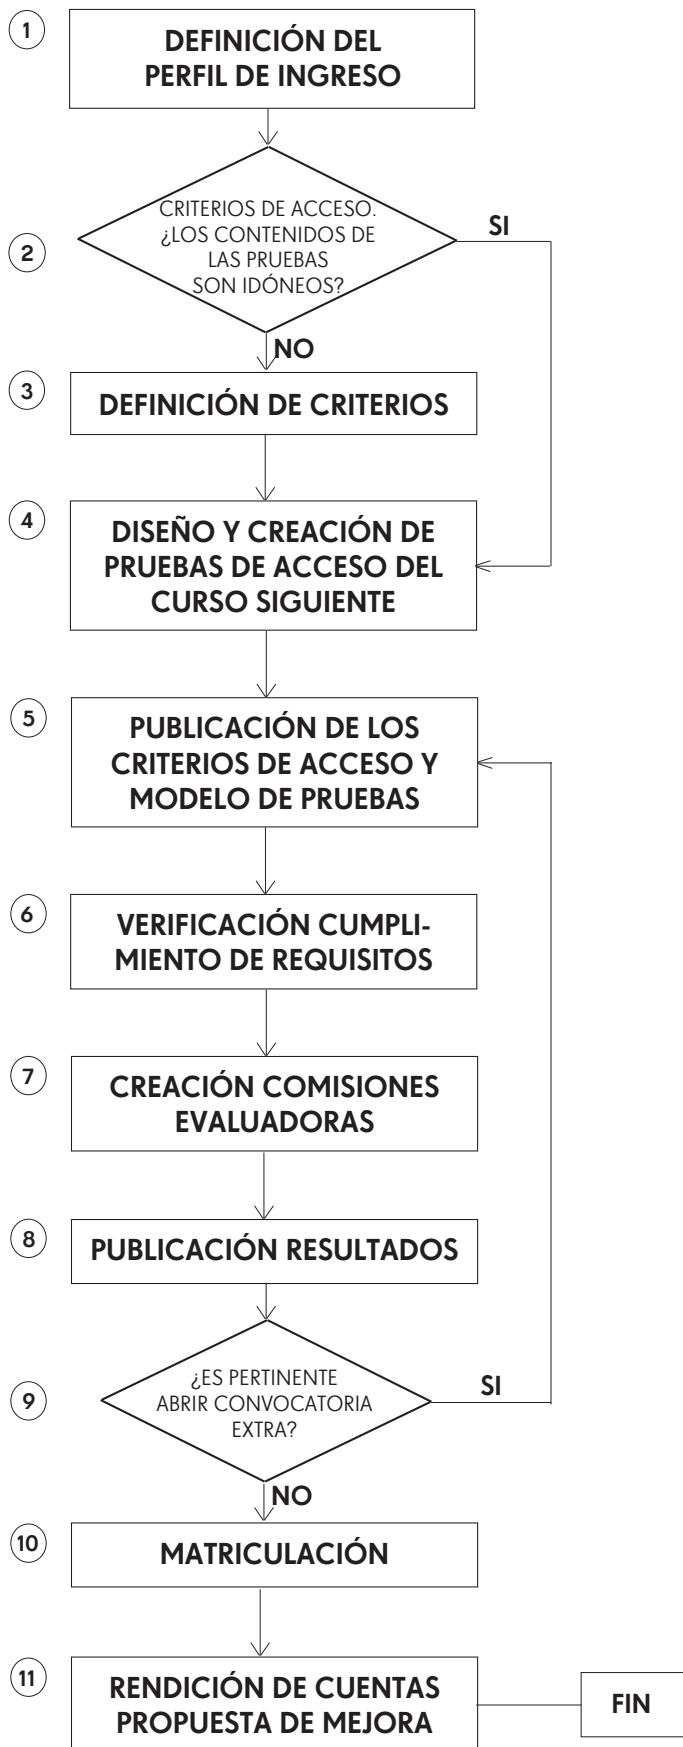 1
DEFINICIÓN DEL
PERFIL DE INGRESO
2
CRITERIOS DE ACCESO.
¿LOS CONTENIDOS DE
LAS PRUEBAS
SON IDÓNEOS?
SI
NO
3
DEFINICIÓN DE CRITERIOS
4
DISEÑO Y CREACIÓN DE
PRUEBAS DE ACCESO DEL
CURSO SIGUIENTE
5
PUBLICACIÓN DE LOS
CRITERIOS DE ACCESO Y
MODELO DE PRUEBAS
6
VERIFICACIÓN CUMPLI-
MIENTO DE REQUISITOS
7
CREACIÓN COMISIONES
EVALUADORAS
8
PUBLICACIÓN RESULTADOS
9
¿ES PERTINENTE
ABRIR CONVOCATORIA
EXTRA?
SI
NO
10
MATRICULACIÓN
11
RENDICIÓN DE CUENTAS
PROPUESTA DE MEJORA
FIN